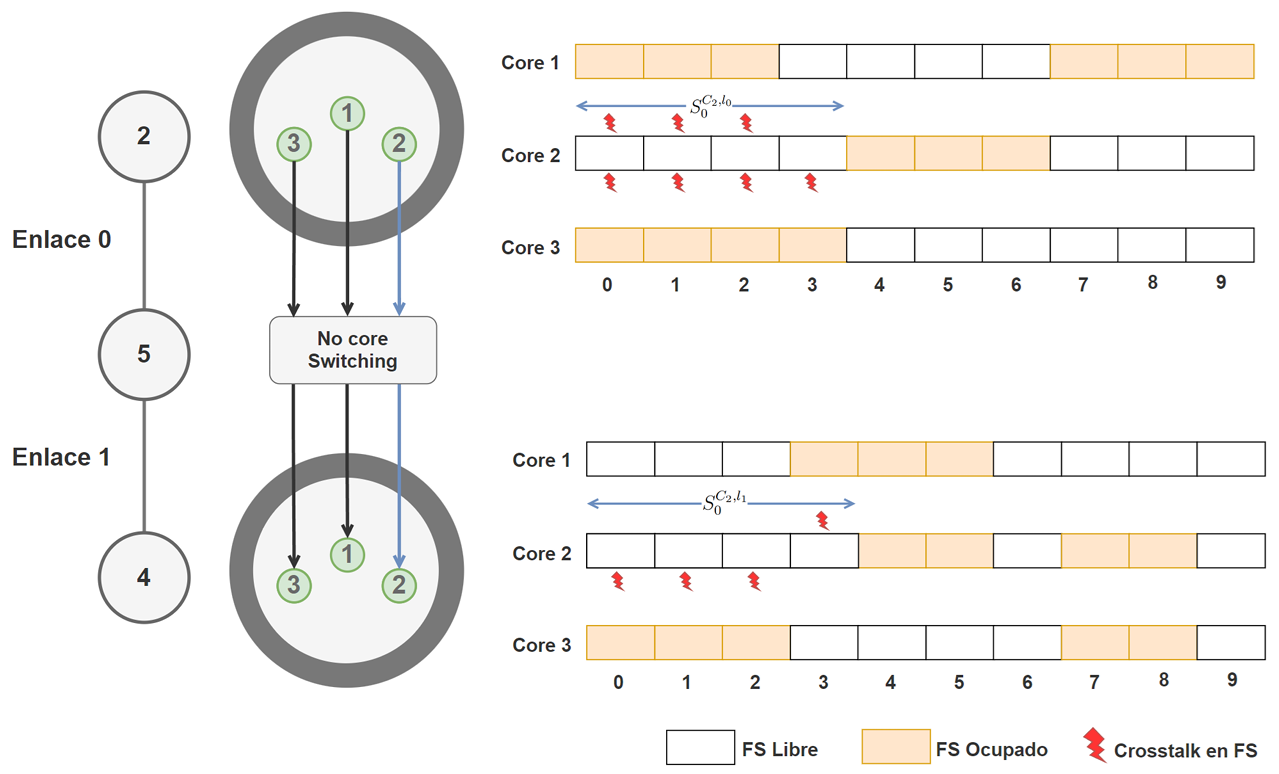 2
Enlace 0
5
Enlace 1
4
1
3
2
No core
Switching
1
3
2
Core 1
S_0^{C_2,l_0}
Core 2
Core 3
0 1 2 3 4 5 6 7 8 9
Core 1
S_0^{C_2,l_1}
Core 2
Core 3
0 1 2 3 4 5 6 7 8 9
FS Libre
FS Ocupado
Crosstalk en FS